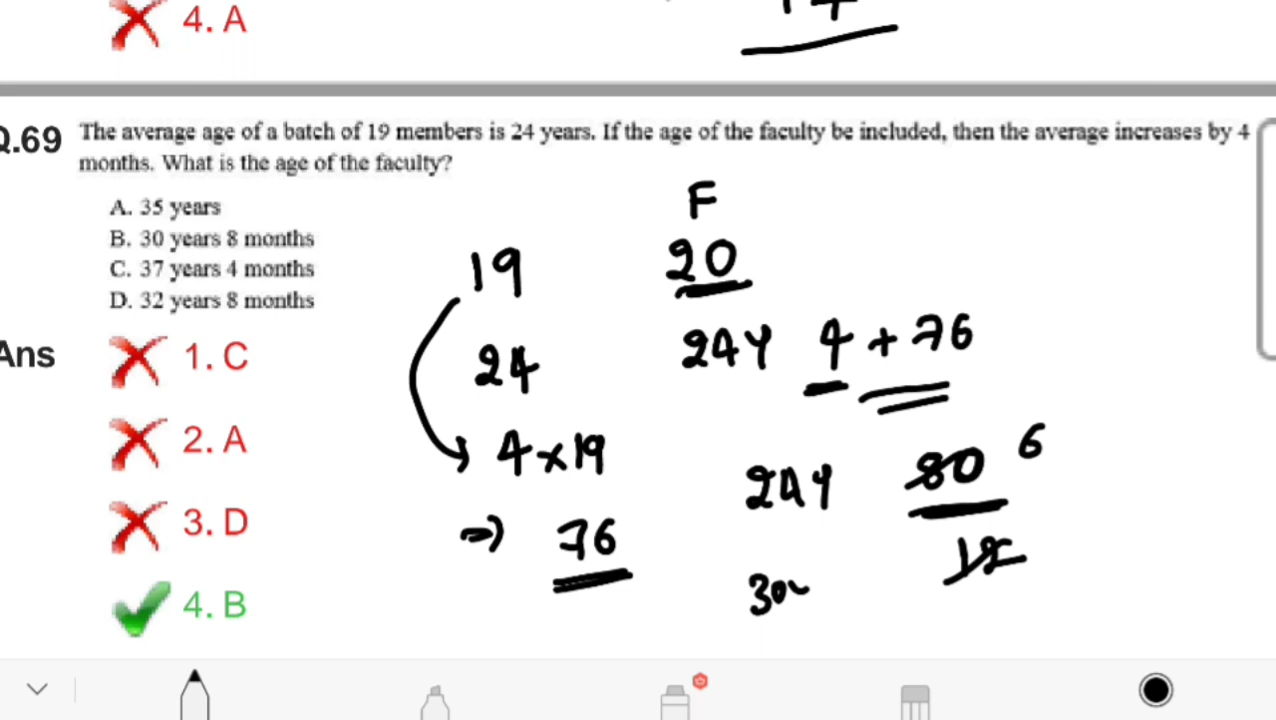 4. A
Q.69 The average age of a batch of 19 members is 24 years. If the age of the faculty be included, then the average increases by 4
months. What is the age of the faculty?
A. 35 years
B. 30 years 8 months
C. 37 years 4 months
D. 32 years 8 months
Ans
1. C
2. A
3. D
4. B
F
19
20
24
24y 4 + 76
4 × 19
24y 80 6
⇒ 76
12
30